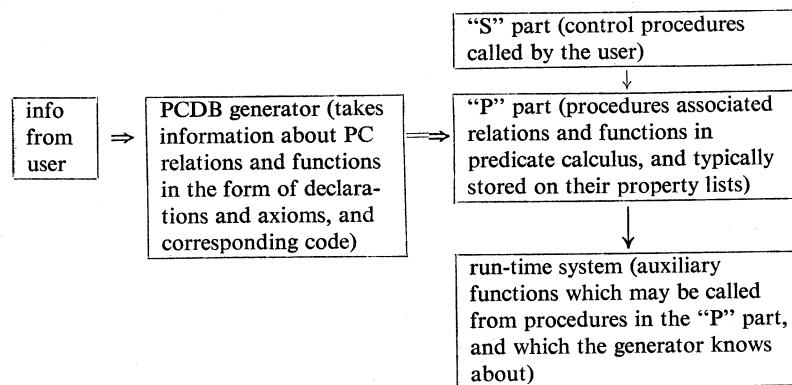 “S” part (control procedures
called by the user)
info
from
user
PCDB generator (takes
information about PC
relations and functions
in the form of declara-
tions and axioms, and
corresponding code)
“P” part (procedures associated
relations and functions in
predicate calculus, and typically
stored on their property lists)
run-time system (auxiliary
functions which may be called
from procedures in the “P” part,
and which the generator knows
about)